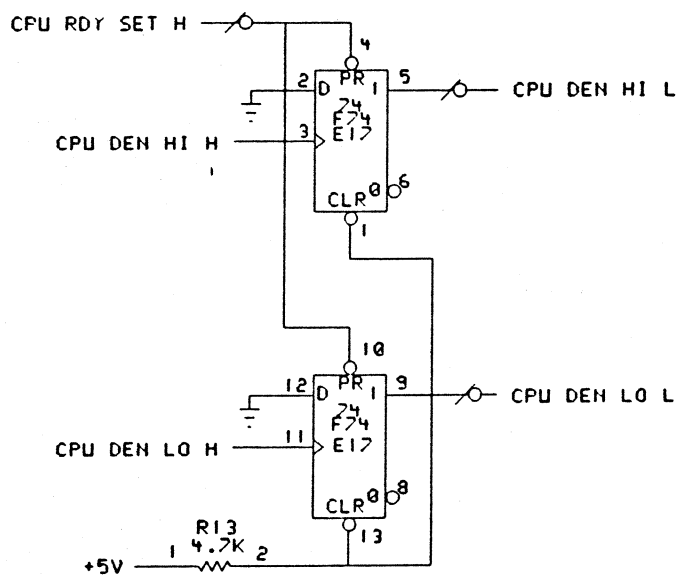 CPU RDY SET H
4
PR
2
D
1
5
CPU DEN HI L
74
F74
E17
CPU DEN HI H
3
0
6
CLR
1
10
PR
12
D
1
9
CPU DEN LO L
74
F74
E17
CPU DEN LO H
11
0
8
CLR
13
R13
4.7K
+5V
1
2